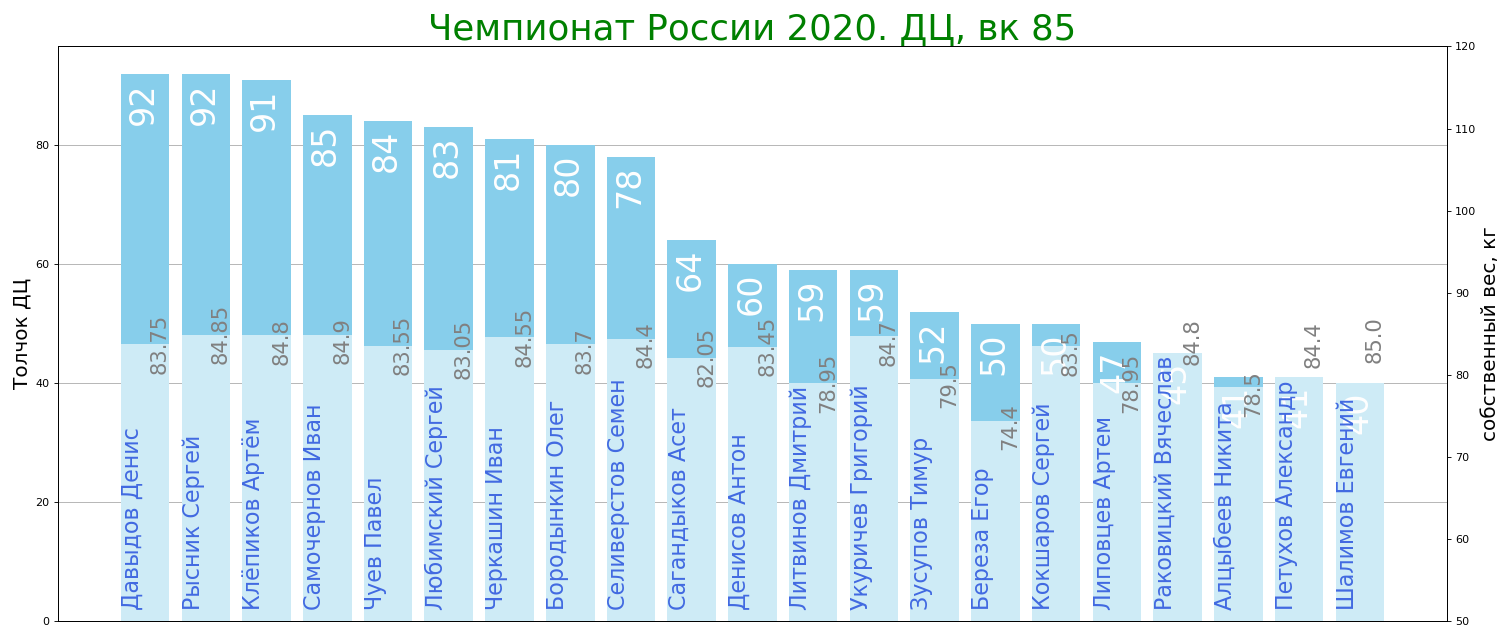 Чемпионат России 2020. ДЦ, вк 85
Толчок ДЦ
80
60
40
20
0
120
110
100
90
80
70
60
50
собственный вес, кг
92
92
91
85
84
83
81
80
78
64
60
59
59
52
50
50
47
45
41
41
40
83.75
84.85
84.8
84.9
83.55
83.05
84.55
83.7
84.4
82.05
83.45
78.95
84.7
79.5
74.4
83.5
78.95
84.8
78.5
84.4
85.0
Давыдов Денис
Рысник Сергей
Клёпиков Артём
Самочернов Иван
Чуев Павел
Любимский Сергей
Черкашин Иван
Бородынкин Олег
Селиверстов Семен
Сагандыков Асет
Денисов Антон
Литвинов Дмитрий
Укуричев Григорий
Зусупов Тимур
Береза Егор
Кокшаров Сергей
Липовцев Артем
Раковицкий Вячеслав
Алцыбеев Никита
Петухов Александр
Шалимов Евгений